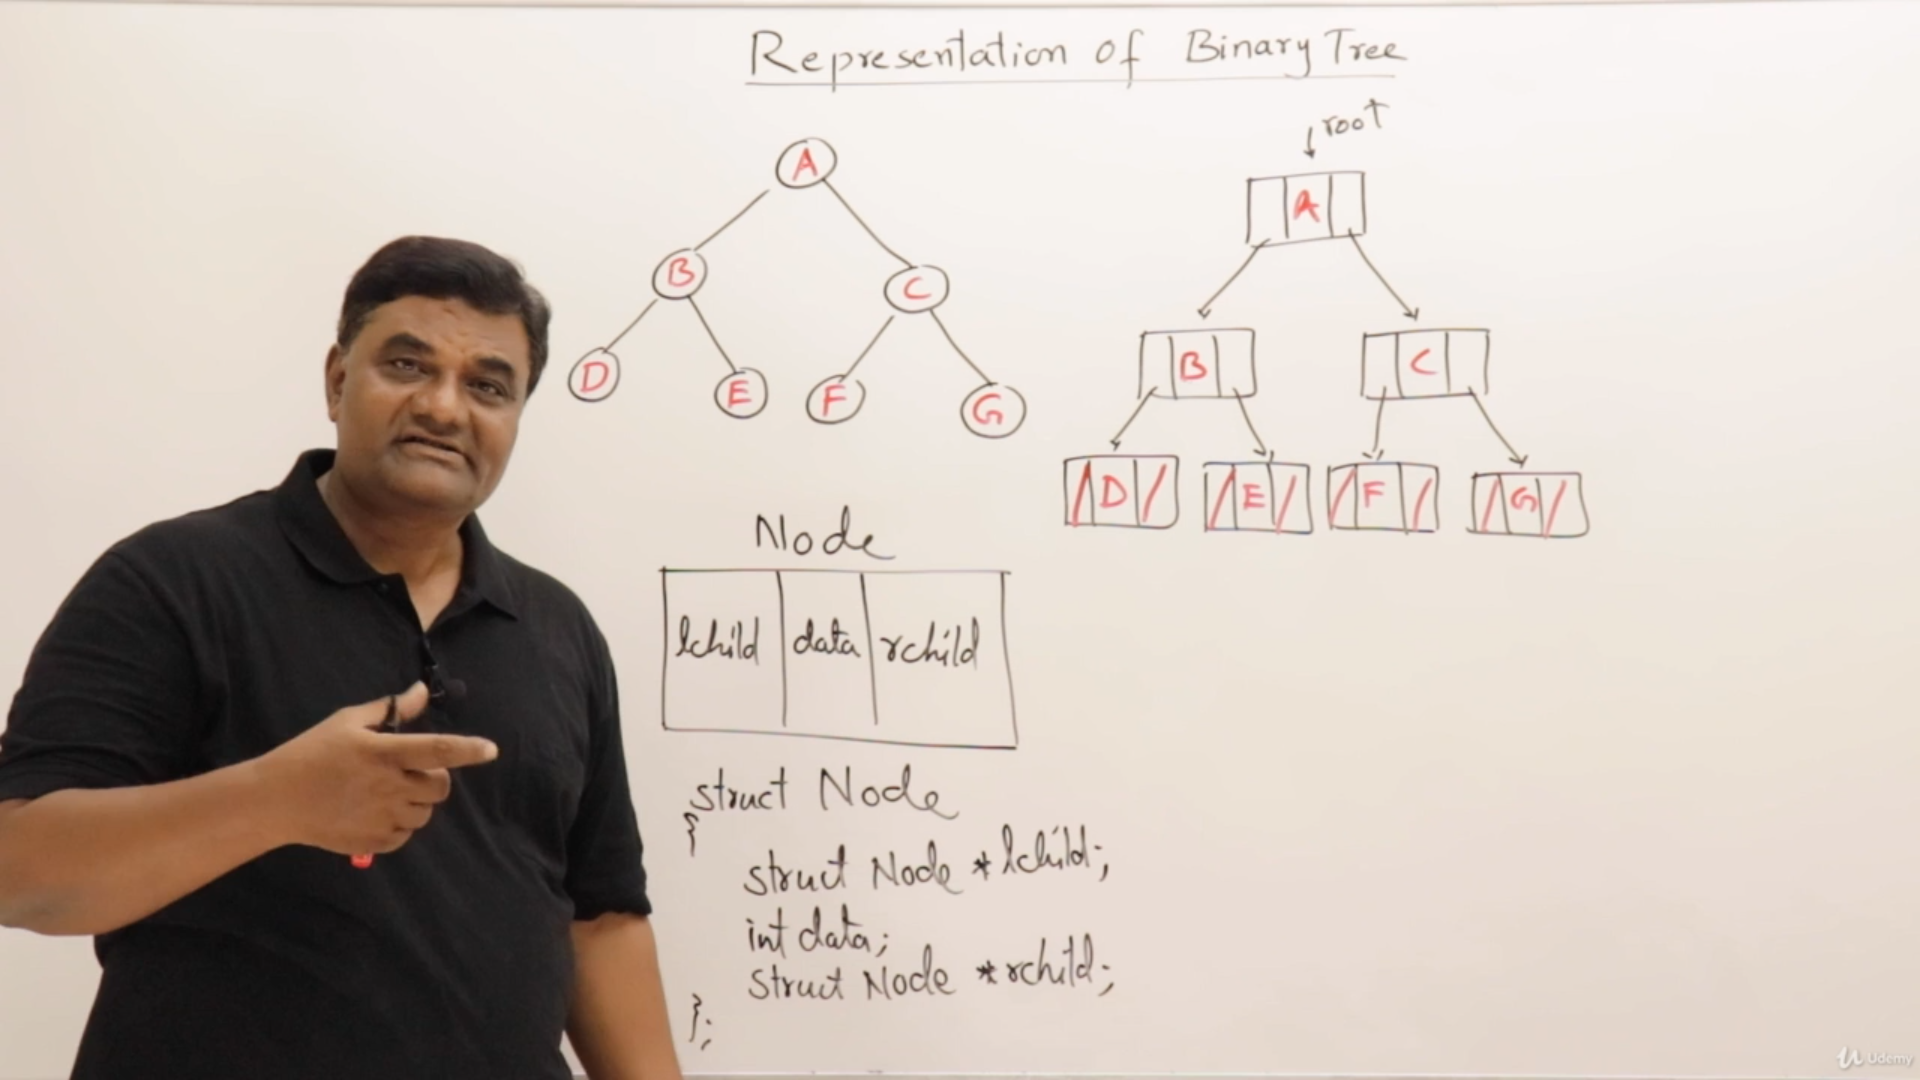 Representation of Binary Tree
A
B
C
D
E
F
G
root
A
B
C
D
E
F
G
Node
lchild data rchild
struct Node
{
struct Node *lchild;
int data;
struct Node *rchild;
};
Udemy